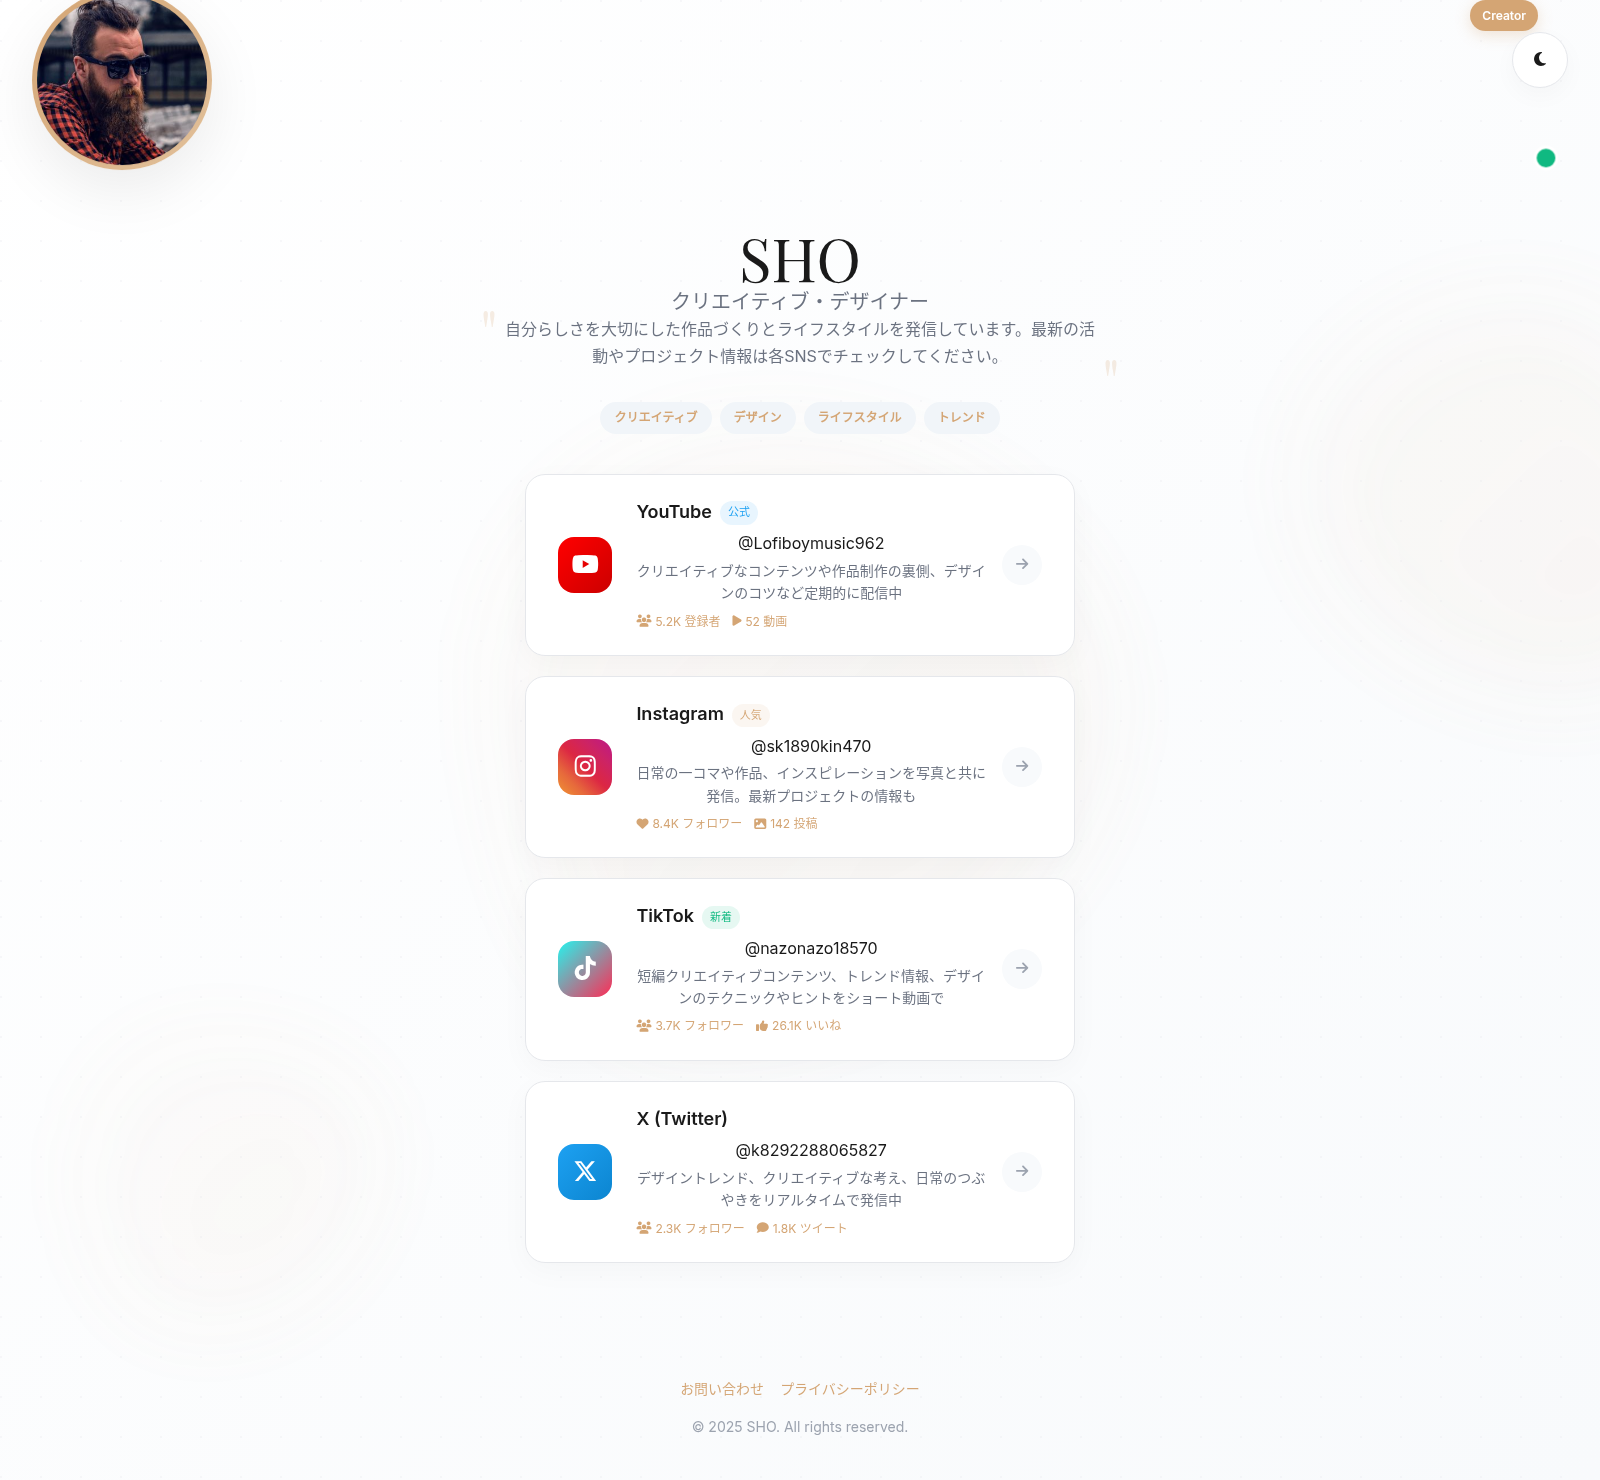 Creator
SHO
クリエイティブ・デザイナー
"
自分らしさを大切にした作品づくりとライフスタイルを発信しています。最新の活
動やプロジェクト情報は各SNSでチェックしてください。
"
クリエイティブ デザイン ライフスタイル トレンド
YouTube 公式
@Lofiboymusic962
クリエイティブなコンテンツや作品制作の裏側、デザイ
ンのコツなど定期的に配信中
5.2K 登録者 52 動画
Instagram 人気
@sk1890kin470
日常の一コマや作品、インスピレーションを写真と共に
発信。最新プロジェクトの情報も
8.4K フォロワー 142 投稿
TikTok 新着
@nazonazo18570
短編クリエイティブコンテンツ、トレンド情報、デザイ
ンのテクニックやヒントをショート動画で
3.7K フォロワー 26.1K いいね
X (Twitter)
@k8292288065827
デザイントレンド、クリエイティブな考え、日常のつぶ
やきをリアルタイムで発信中
2.3K フォロワー 1.8K ツイート
お問い合わせ プライバシーポリシー
© 2025 SHO. All rights reserved.